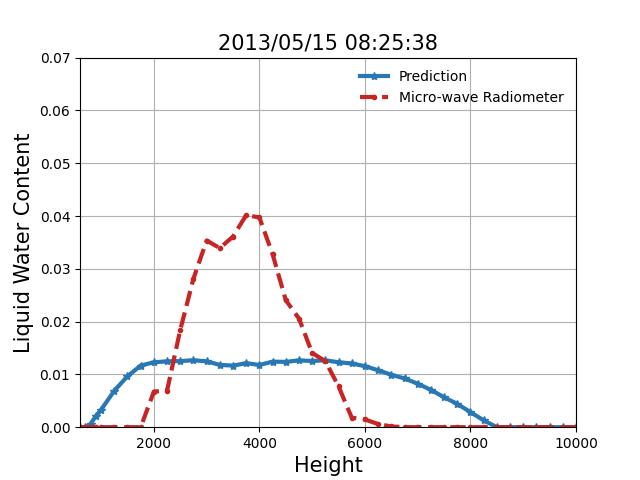 2013/05/15 08:25:38
0.07
0.06
0.05
0.04
0.03
0.02
0.01
0.00
Liquid Water Content
Prediction
Micro-wave Radiometer
2000 4000 6000 8000 10000
Height